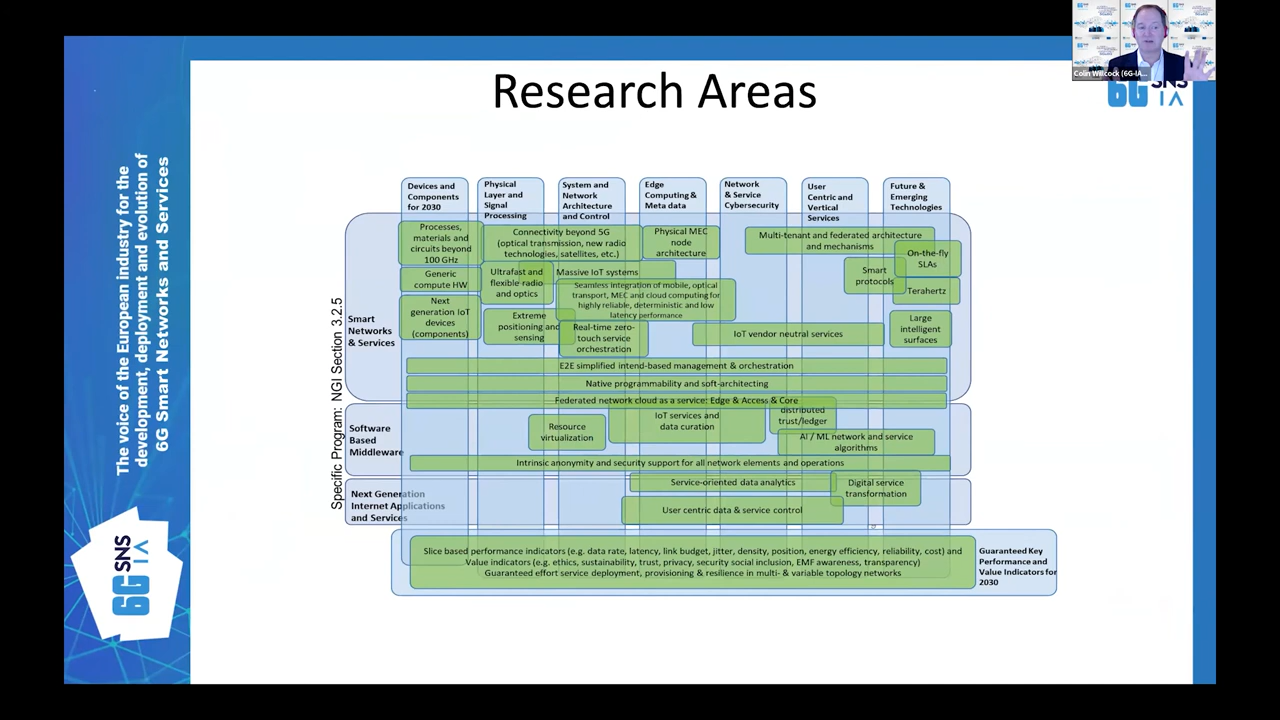 Research Areas
Colin Willcock (6G-IA...
6G SNS
IA
The voice of the European industry for the
development, deployment and evolution of
6G Smart Networks and Services
6G SNS
IA
Specific Program: NGI Section 3.2.5
Devices and
Components
for 2030
Physical
Layer and
Signal
Processing
System and
Network
Architecture
and Control
Edge
Computing &
Meta data
Network
& Service
Cybersecurity
User
Centric and
Vertical
Services
Future &
Emerging
Technologies
Smart
Networks
& Services
Processes,
materials and
circuits beyond
100 GHz
Connectivity beyond 5G
(optical transmission, new radio
technologies, satellites, etc.)
Physical MEC
node
architecture
Multi-tenant and federated architecture
and mechanisms
On-the-fly
SLAs
Generic
compute HW
Ultrafast and
flexible radio
and optics
Massive IoT systems
Smart
protocols
Terahertz
Seamless integration of mobile, optical
transport, MEC and cloud computing for
highly reliable, deterministic and low
latency performance
Next
generation IoT
devices
(components)
Extreme
positioning and
sensing
Real-time zero-
touch service
orchestration
IoT vendor neutral services
Large
intelligent
surfaces
E2E simplified intend-based management & orchestration
Native programmability and soft-architecting
Federated network cloud as a service: Edge & Access & Core
Software
Based
Middleware
Resource
virtualization
IoT services and
data curation
distributed
trust/ledger
AI / ML network and service
algorithms
Intrinsic anonymity and security support for all network elements and operations
Next Generation
Internet Applications
and Services
Service-oriented data analytics
Digital service
transformation
User centric data & service control
Slice based performance indicators (e.g. data rate, latency, link budget, jitter, density, position, energy efficiency, reliability, cost) and
Value indicators (e.g. ethics, sustainability, trust, privacy, security social inclusion, EMF awareness, transparency)
Guaranteed effort service deployment, provisioning & resilience in multi- & variable topology networks
Guaranteed Key
Performance and
Value Indicators for
2030